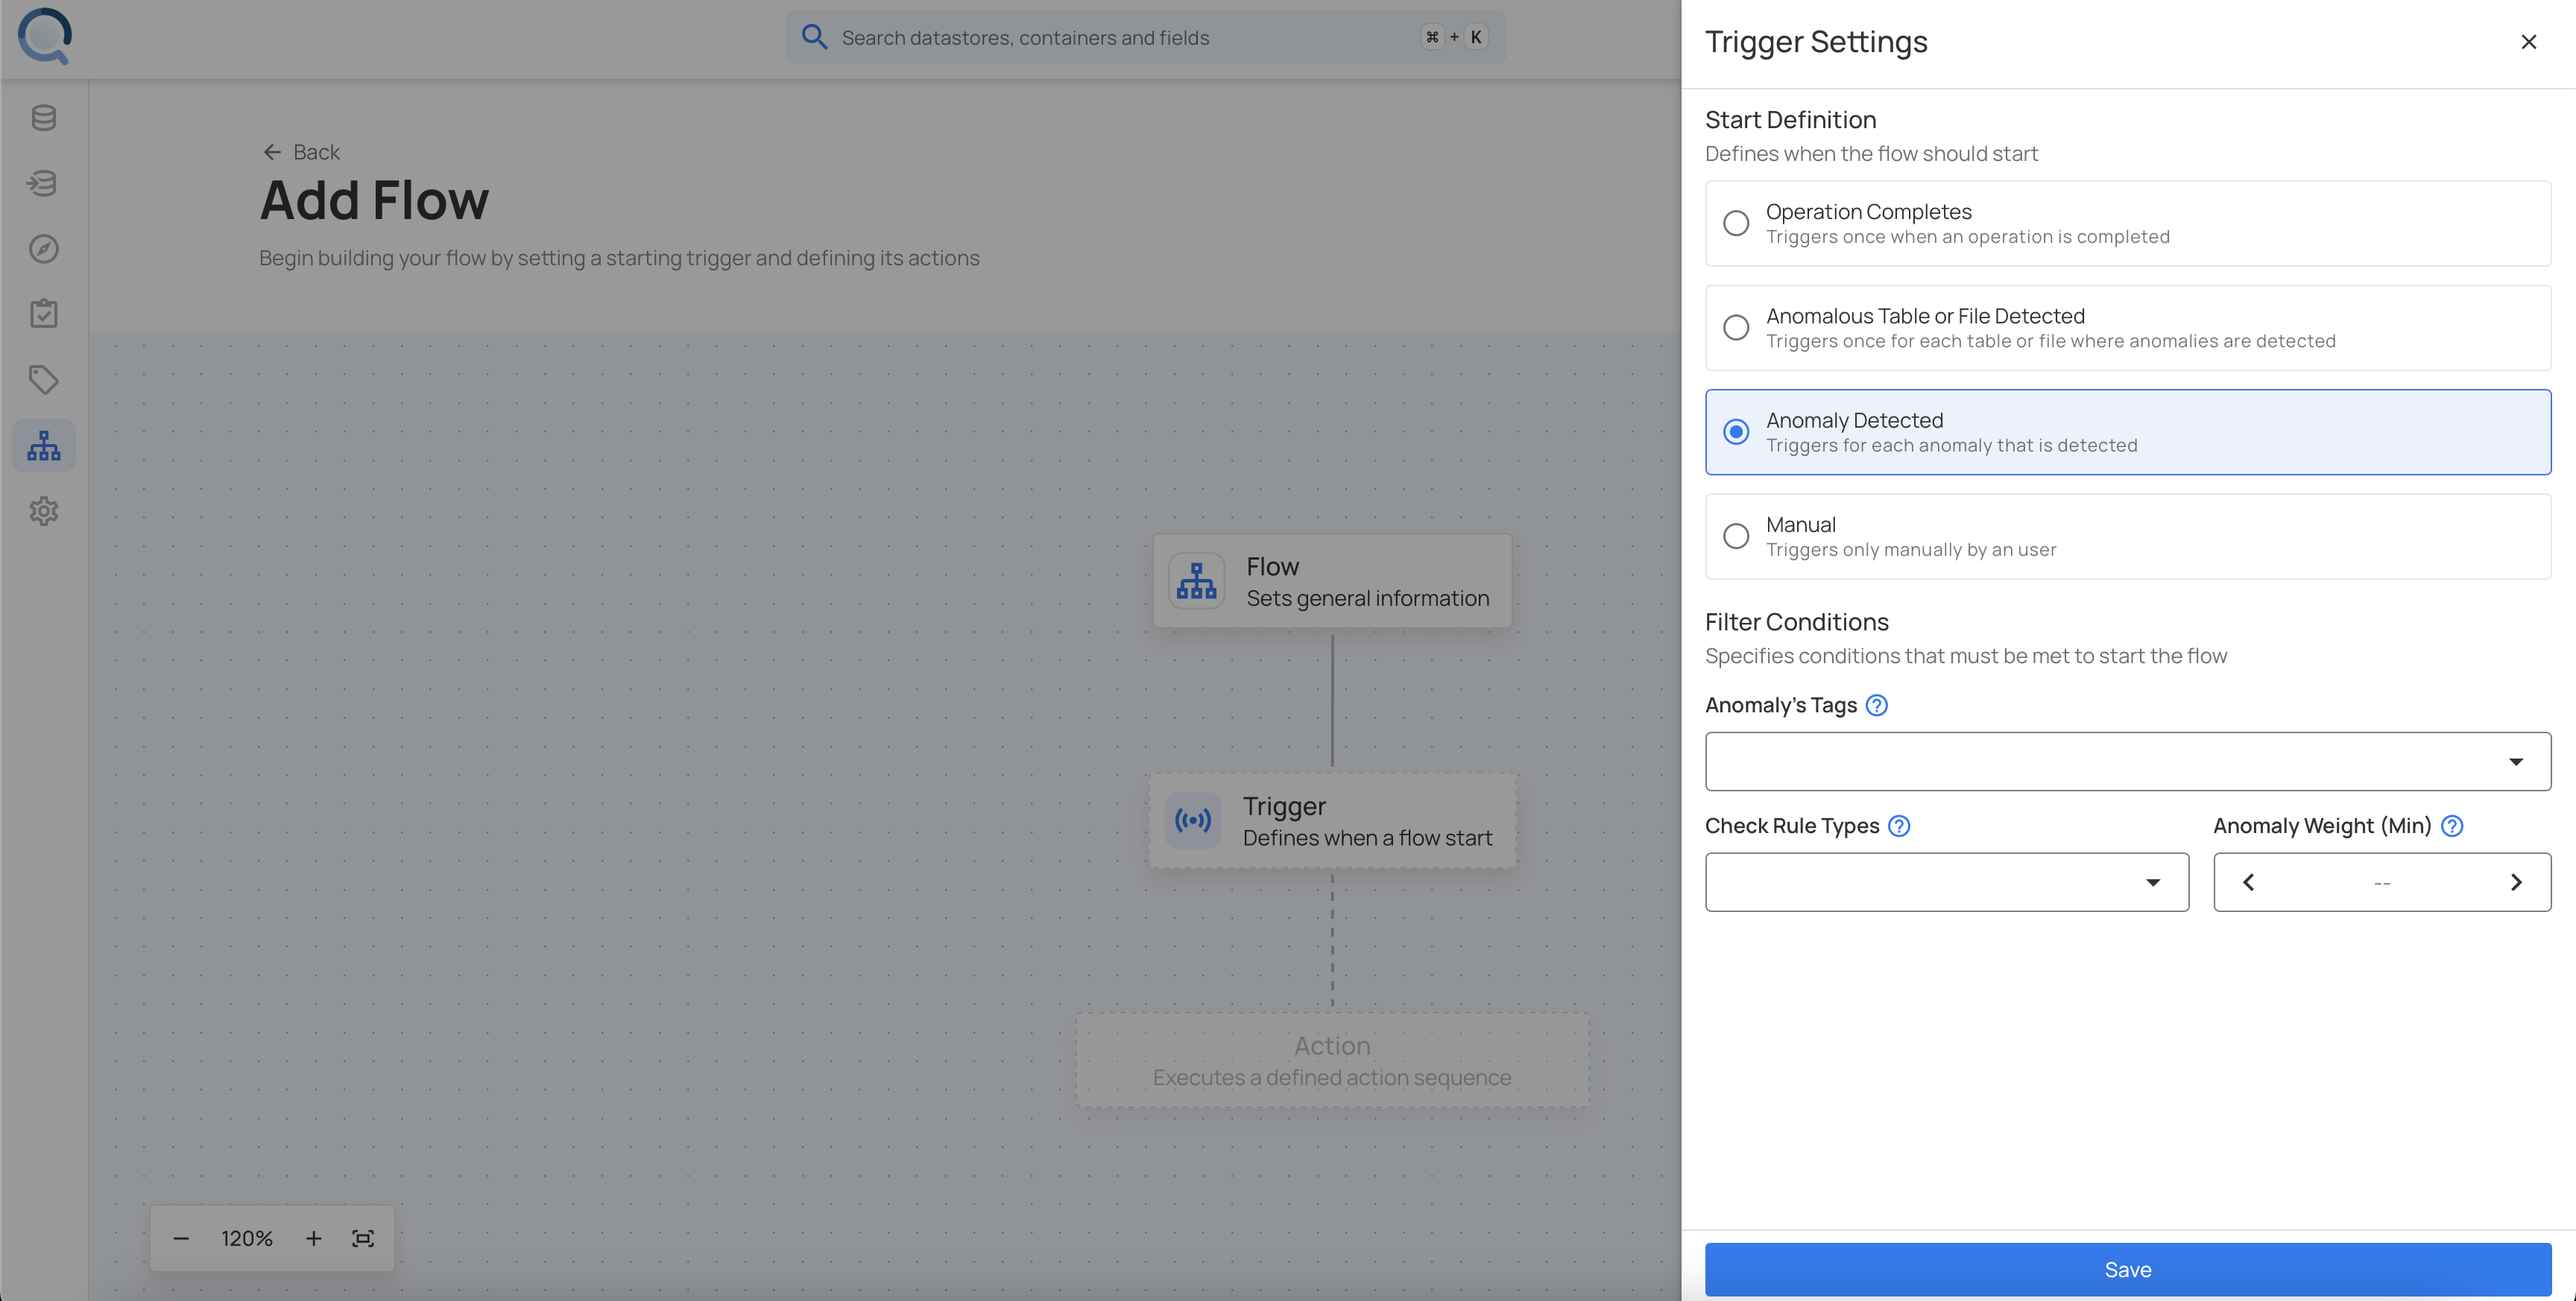 Search datastores, containers and fields
⌘ + K
Back
Add Flow
Begin building your flow by setting a starting trigger and defining its actions
Flow
Sets general information
Trigger
Defines when a flow start
Action
Executes a defined action sequence
120%
Trigger Settings
Start Definition
Defines when the flow should start
Operation Completes
Triggers once when an operation is completed
Anomalous Table or File Detected
Triggers once for each table or file where anomalies are detected
Anomaly Detected
Triggers for each anomaly that is detected
Manual
Triggers only manually by an user
Filter Conditions
Specifies conditions that must be met to start the flow
Anomaly's Tags
Check Rule Types
Anomaly Weight (Min)
--
Save